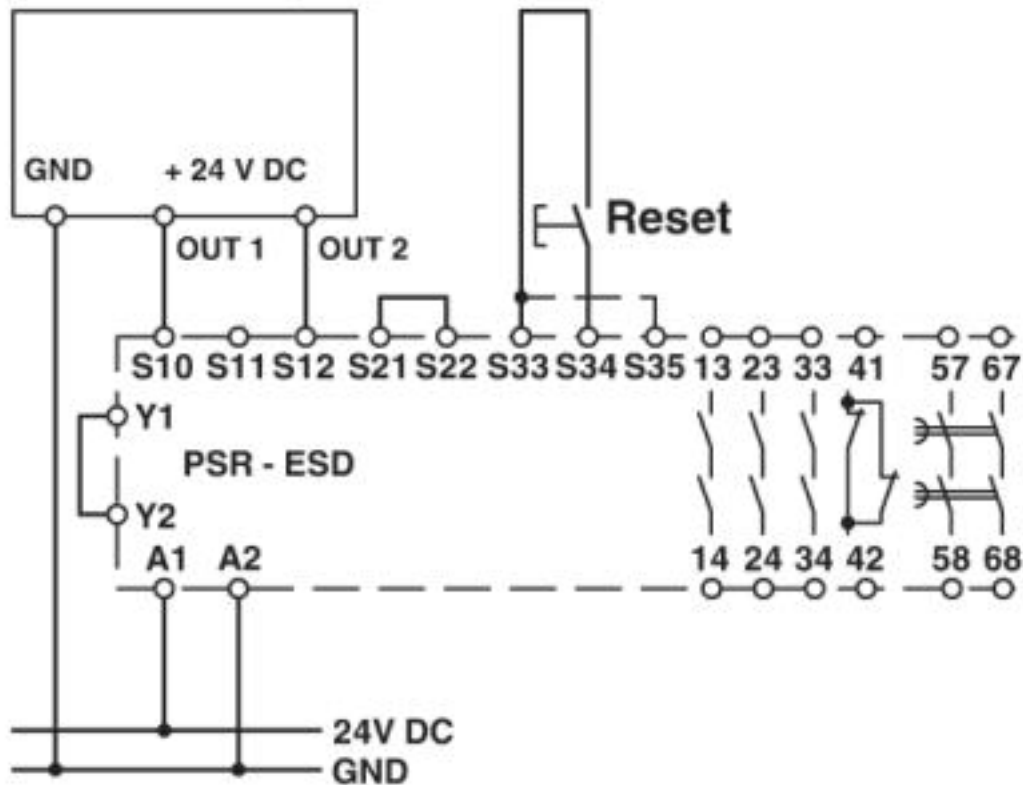 GND + 24 V DC
OUT 1 OUT 2
Reset
S10 S11 S12 S21 S22 S33 S34 S35 13 23 33 41 57 67
Y1
PSR - ESD
Y2
A1 A2 14 24 34 42 58 68
24V DC
GND